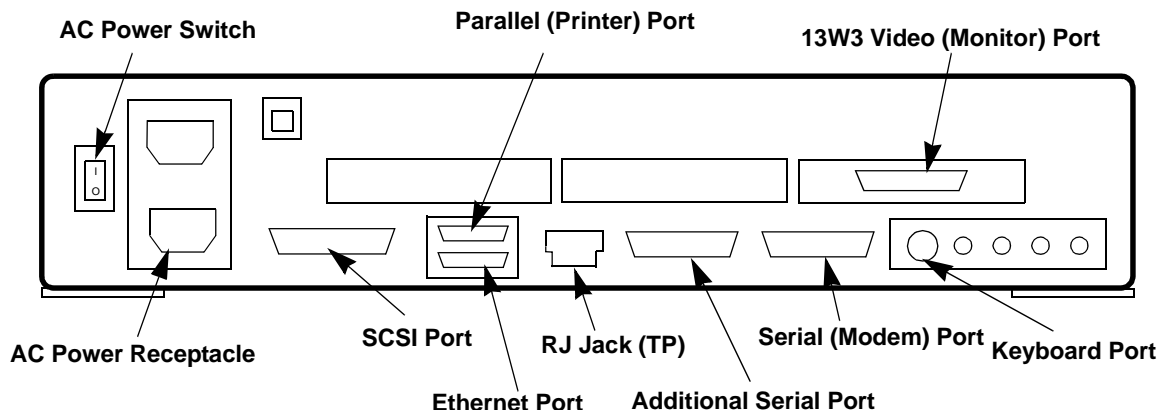 Parallel (Printer) Port
AC Power Switch
13W3 Video (Monitor) Port
I
O
SCSI Port
RJ Jack (TP)
Serial (Modem) Port
Keyboard Port
AC Power Receptacle
Ethernet Port
Additional Serial Port